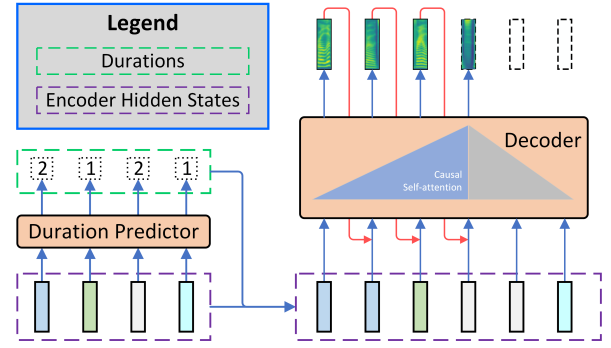 Legend
Durations
Encoder Hidden States
2 1 2 1
Duration Predictor
Decoder
Causal
Self-attention